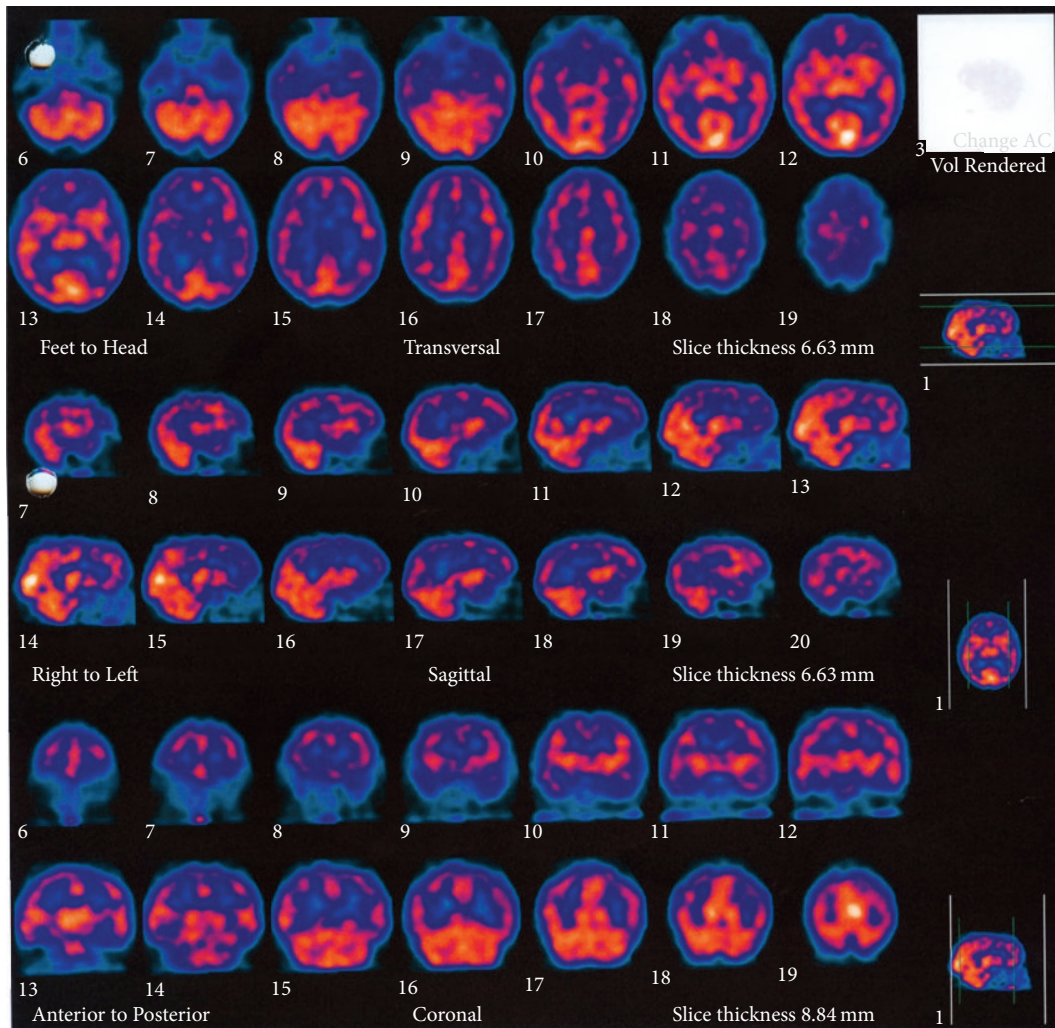 6 7 8 9 10 11 12
3 Change AC
Vol Rendered
13 14 15 16 17 18 19
Feet to Head Transversal Slice thickness 6.63 mm
1
7 8 9 10 11 12 13
14 15 16 17 18 19 20
Right to Left Sagittal Slice thickness 6.63 mm
1
6 7 8 9 10 11 12
13 14 15 16 17 18 19
Anterior to Posterior Coronal Slice thickness 8.84 mm
1